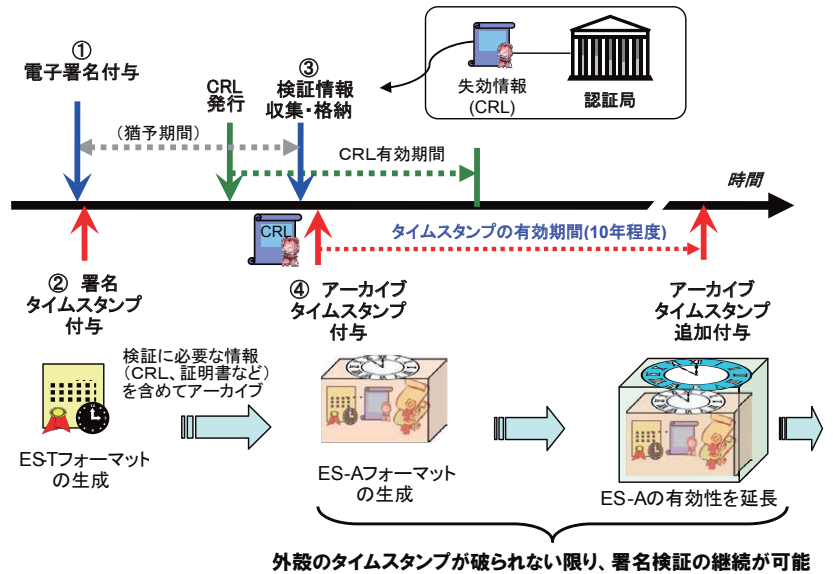 ①
電子署名付与
CRL
発行
③
検証情報
収集・格納
失効情報
(CRL)
認証局
（猶予期間）
CRL有効期間
時間
CRL
タイムスタンプの有効期間(10年程度)
② 署名
タイムスタンプ
付与
④ アーカイブ
タイムスタンプ
付与
アーカイブ
タイムスタンプ
追加付与
検証に必要な情報
（CRL、証明書など）
を含めてアーカイブ
ES-Tフォーマット
の生成
ES-Aフォーマット
の生成
ES-Aの有効性を延長
外殻のタイムスタンプが破られない限り、署名検証の継続が可能